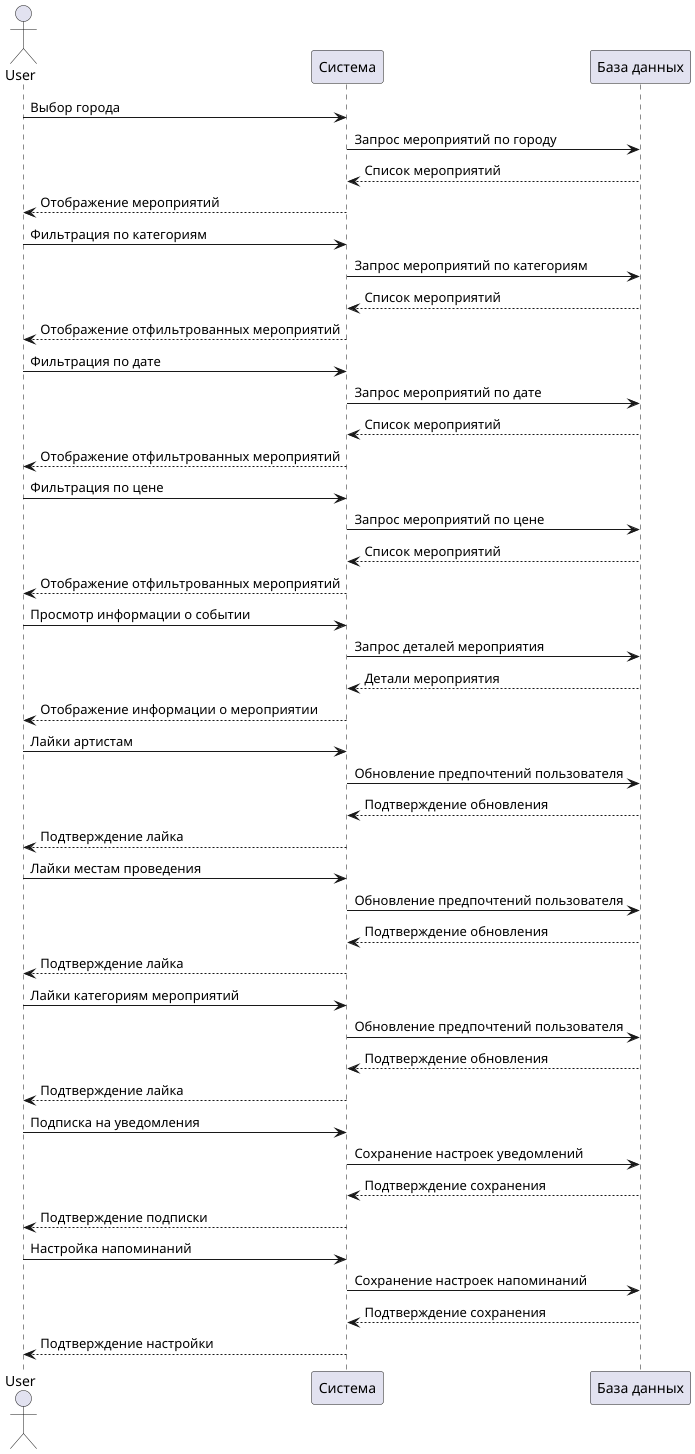 User
Система
База данных
Выбор города
Запрос мероприятий по городу
Список мероприятий
Отображение мероприятий
Фильтрация по категориям
Запрос мероприятий по категориям
Список мероприятий
Отображение отфильтрованных мероприятий
Фильтрация по дате
Запрос мероприятий по дате
Список мероприятий
Отображение отфильтрованных мероприятий
Фильтрация по цене
Запрос мероприятий по цене
Список мероприятий
Отображение отфильтрованных мероприятий
Просмотр информации о событии
Запрос деталей мероприятия
Детали мероприятия
Отображение информации о мероприятии
Лайки артистам
Обновление предпочтений пользователя
Подтверждение обновления
Подтверждение лайка
Лайки местам проведения
Обновление предпочтений пользователя
Подтверждение обновления
Подтверждение лайка
Лайки категориям мероприятий
Обновление предпочтений пользователя
Подтверждение обновления
Подтверждение лайка
Подписка на уведомления
Сохранение настроек уведомлений
Подтверждение сохранения
Подтверждение подписки
Настройка напоминаний
Сохранение настроек напоминаний
Подтверждение сохранения
Подтверждение настройки
User
Система
База данных